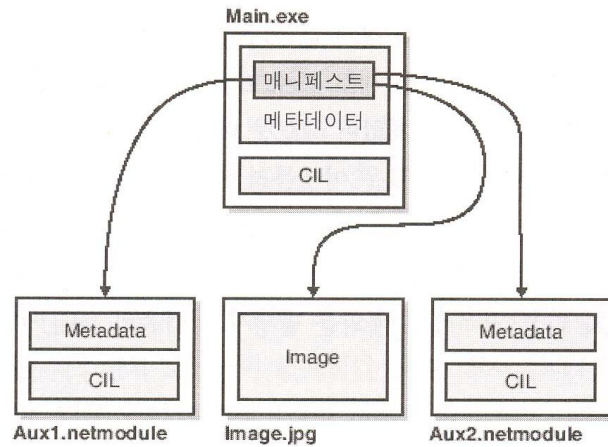 Main.exe
매니페스트
메타데이터
CIL
Metadata
CIL
Aux1.netmodule
Image
Image.jpg
Metadata
CIL
Aux2.netmodule